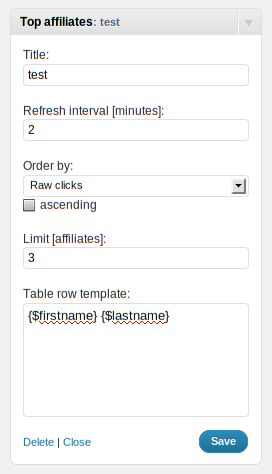 Top affiliates: test
Title:
test
Refresh interval [minutes]:
2
Order by:
Raw clicks
ascending
Limit [affiliates]:
3
Table row template:
{$firstname} {$lastname}
Delete | Close
Save